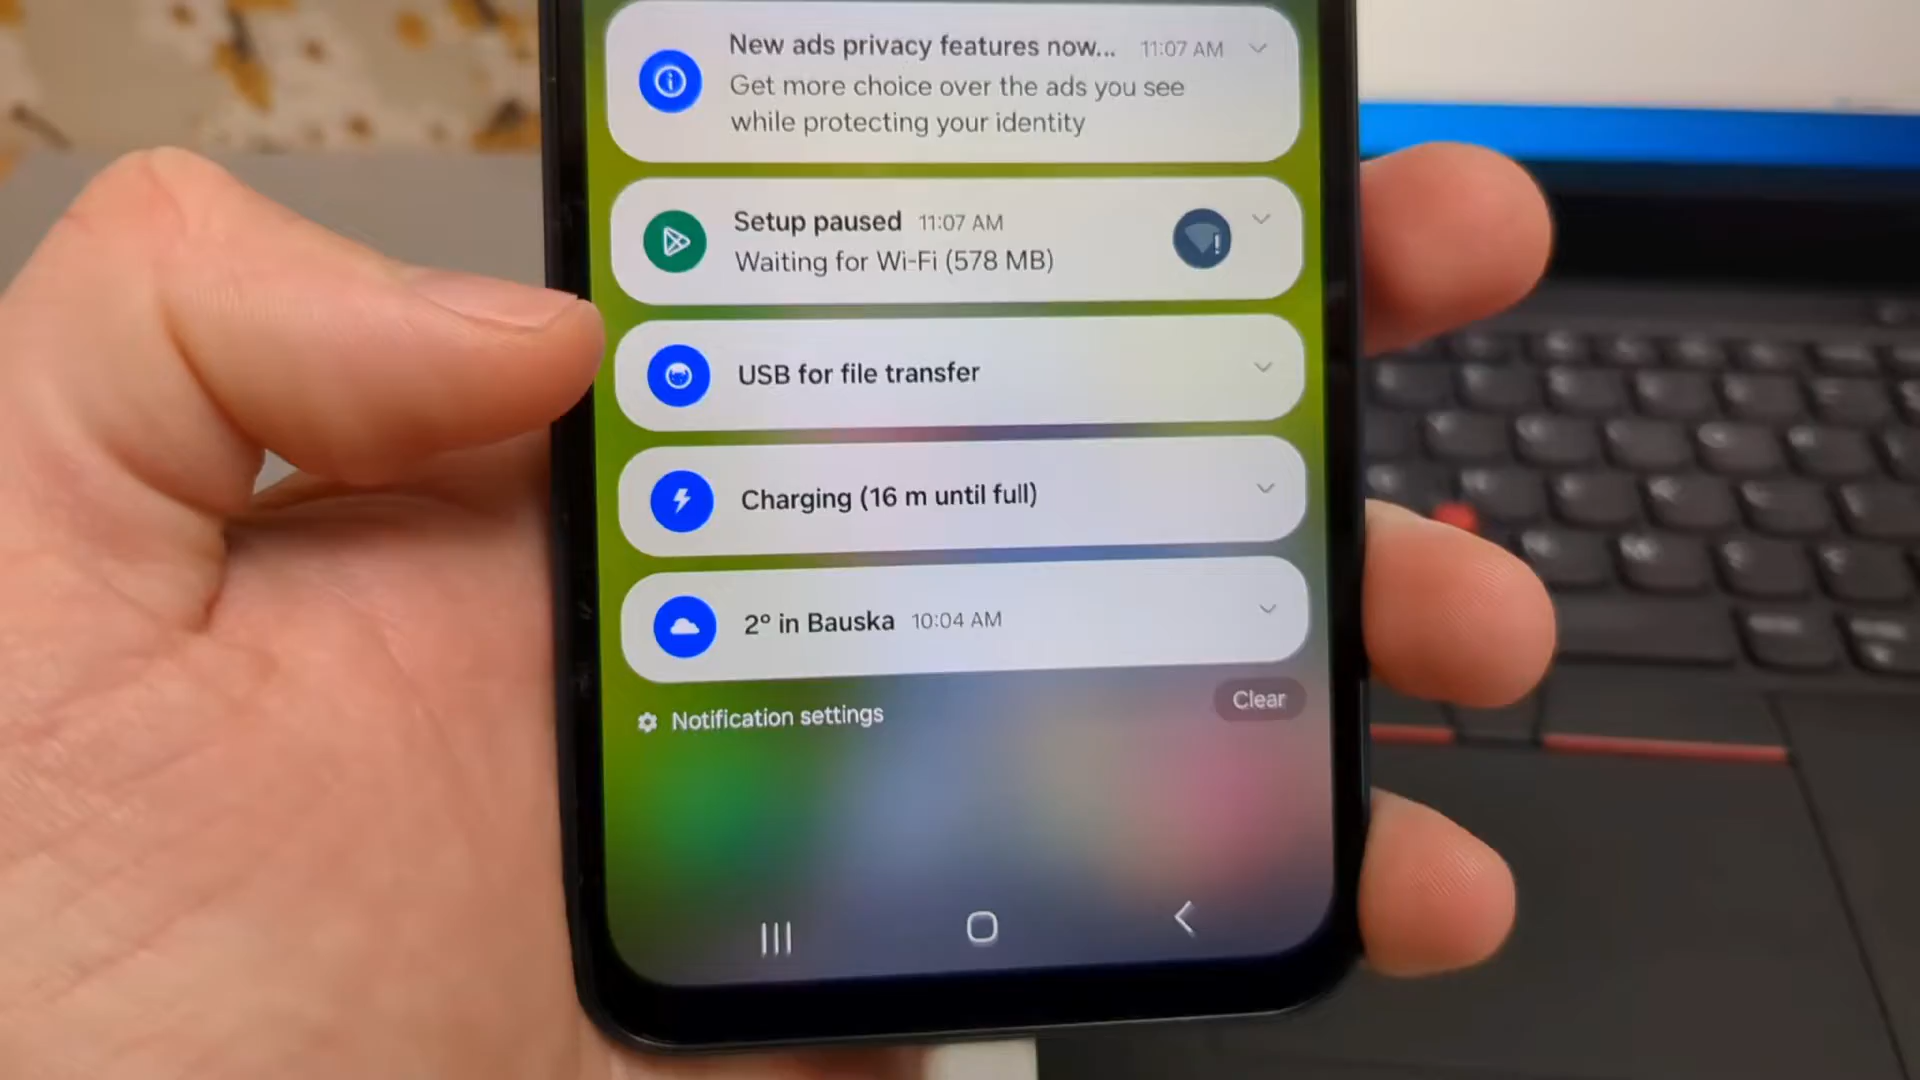 New ads privacy features now... 11:07 AM
Get more choice over the ads you see
while protecting your identity
Setup paused 11:07 AM
Waiting for Wi-Fi (578 MB)
USB for file transfer
Charging (16 m until full)
2° in Bauska 10:04 AM
Notification settings
Clear